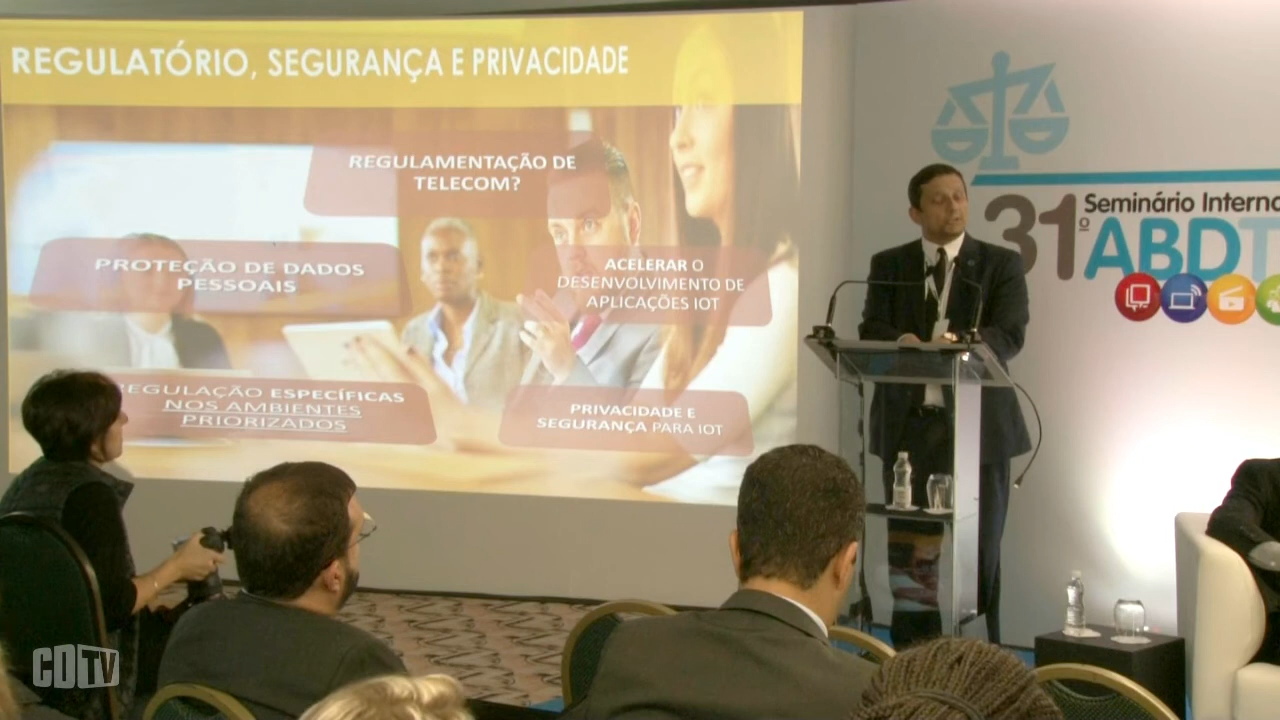 REGULATÓRIO, SEGURANÇA E PRIVACIDADE
REGULAMENTAÇÃO DE
TELECOM?
PROTEÇÃO DE DADOS
PESSOAIS
ACELERAR O
DESENVOLVIMENTO DE
APLICAÇÕES IOT
REGULAÇÃO ESPECÍFICAS
NOS AMBIENTES
PRIORIZADOS
PRIVACIDADE E
SEGURANÇA PARA IOT
31º
Seminário Interna
ABDT
CDTV